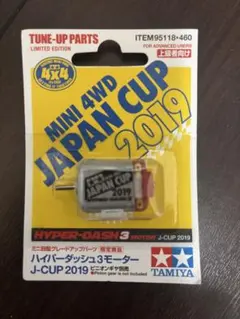 TUNE-UP PARTS
LIMITED EDITION
ITEM95118・460
FOR ADVANCED USERS
上級者向け
4x4
MINI 4WD
JAPAN CUP
2019
JAPAN CUP
2019
HYPER-DASH 3 MOTOR J-CUP 2019
ミニ四駆グレードアップパーツ 限定商品
ハイパーダッシュ3モーター
J-CUP 2019
ピニオンギヤ別売
Pinion gear is not included.
TAMIYA